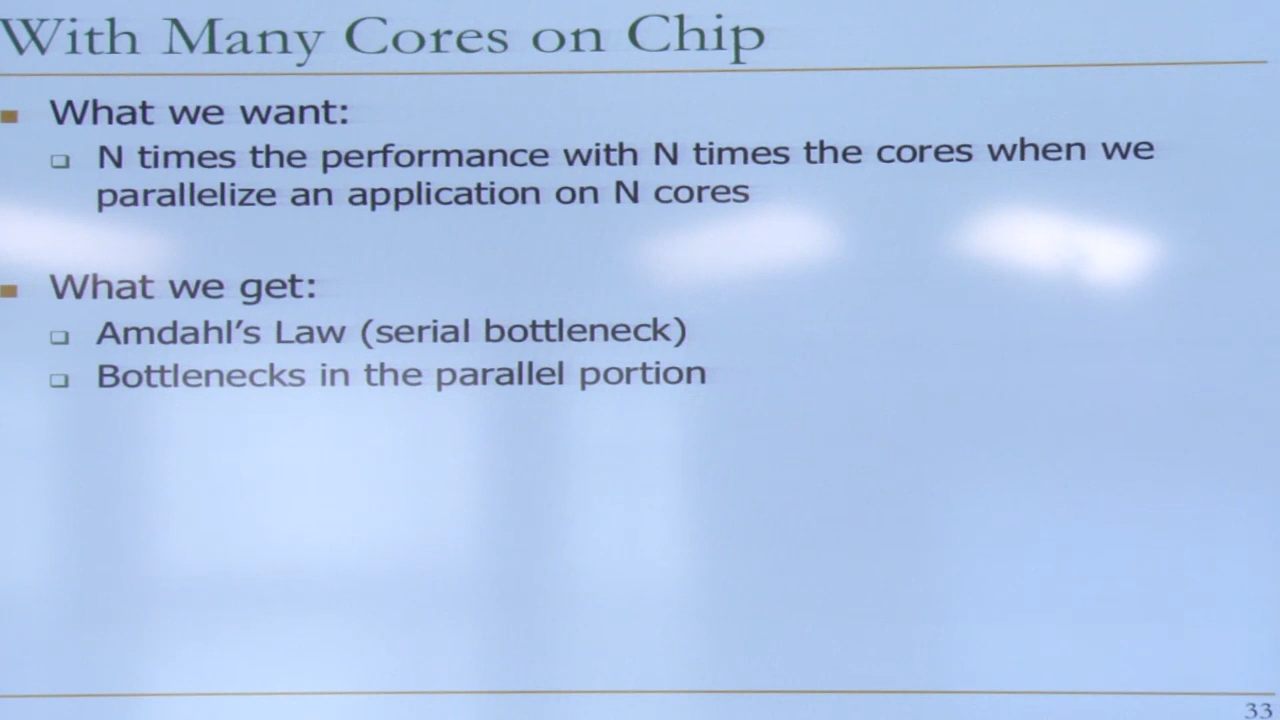 With Many Cores on Chip
What we want:
N times the performance with N times the cores when we
parallelize an application on N cores
What we get:
Amdahl's Law (serial bottleneck)
Bottlenecks in the parallel portion
33